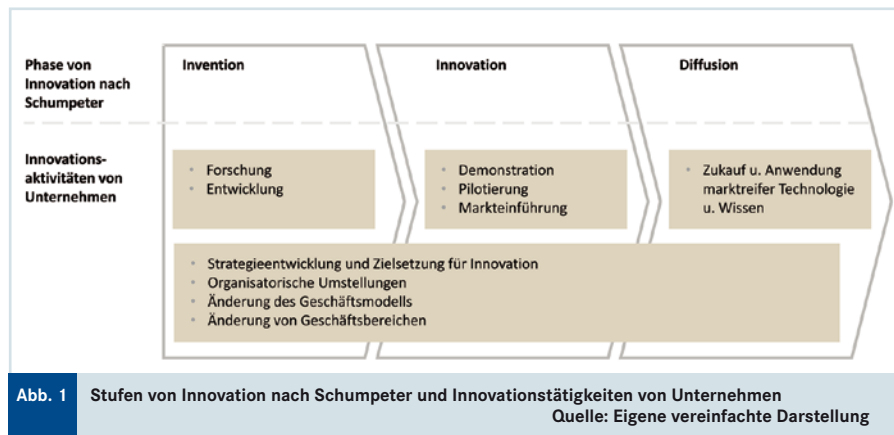 Phase von
Innovation nach
Schumpeter
Invention
Innovation
Diffusion
Innovations-
aktivitäten von
Unternehmen
• Forschung
• Entwicklung
• Demonstration
• Pilotierung
• Markteinführung
• Zukauf u. Anwendung
marktreifer Technologie
u. Wissen
• Strategieentwicklung und Zielsetzung für Innovation
• Organisatorische Umstellungen
• Änderung des Geschäftsmodells
• Änderung von Geschäftsbereichen
Abb. 1 Stufen von Innovation nach Schumpeter und Innovationstätigkeiten von Unternehmen
Quelle: Eigene vereinfachte Darstellung